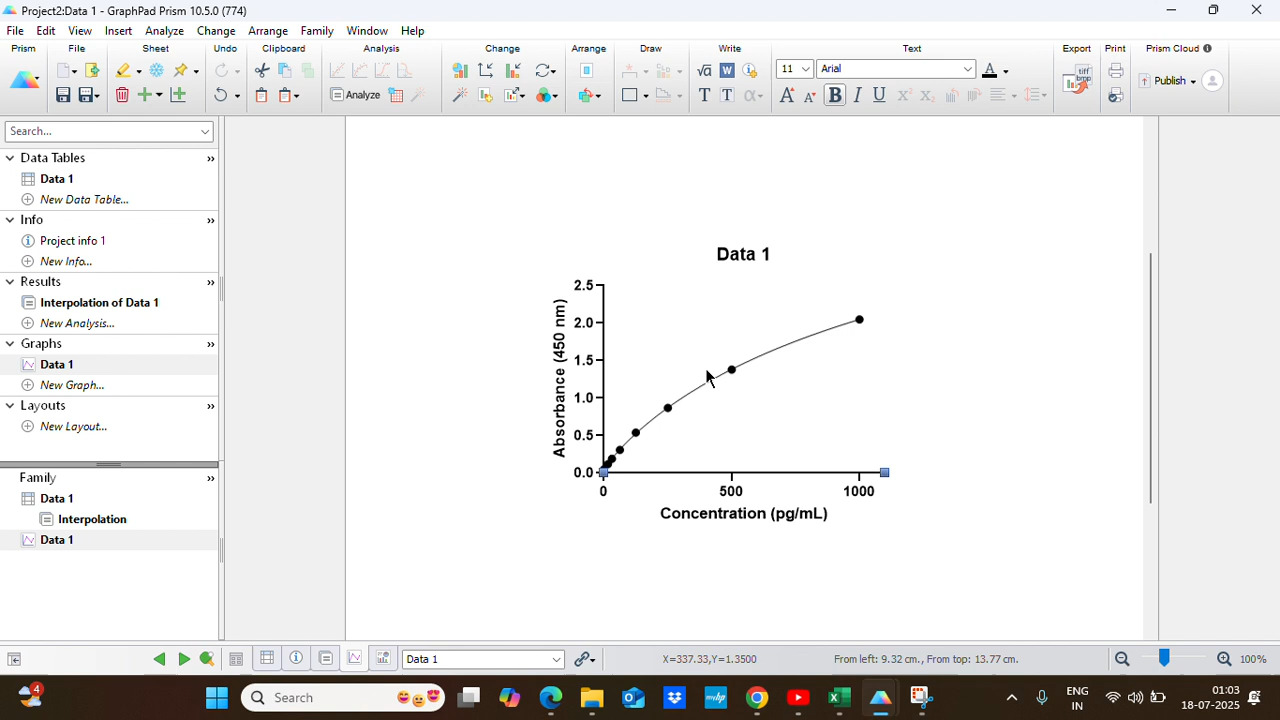 Project2:Data 1 - GraphPad Prism 10.5.0 (774)
File Edit View Insert Analyze Change Arrange Family Window Help
Prism File Sheet Undo Clipboard Analysis Change Arrange Draw Write Text Export Print Prism Cloud
11 Arial
tiff
bmp
Publish
Analyze
Search...
Data Tables
Data 1
New Data Table...
Info
Project info 1
New Info...
Results
Interpolation of Data 1
New Analysis...
Graphs
Data 1
New Graph...
Layouts
New Layout...
Family
Data 1
Interpolation
Data 1
Data 1
Absorbance (450 nm)
2.5
2.0
1.5
1.0
0.5
0.0
0 500 1000
Concentration (pg/mL)
Data 1
X=337.33,Y=1.3500
From left: 9.32 cm., From top: 13.77 cm.
100%
4
Search
ENG
IN
01:03
18-07-2025